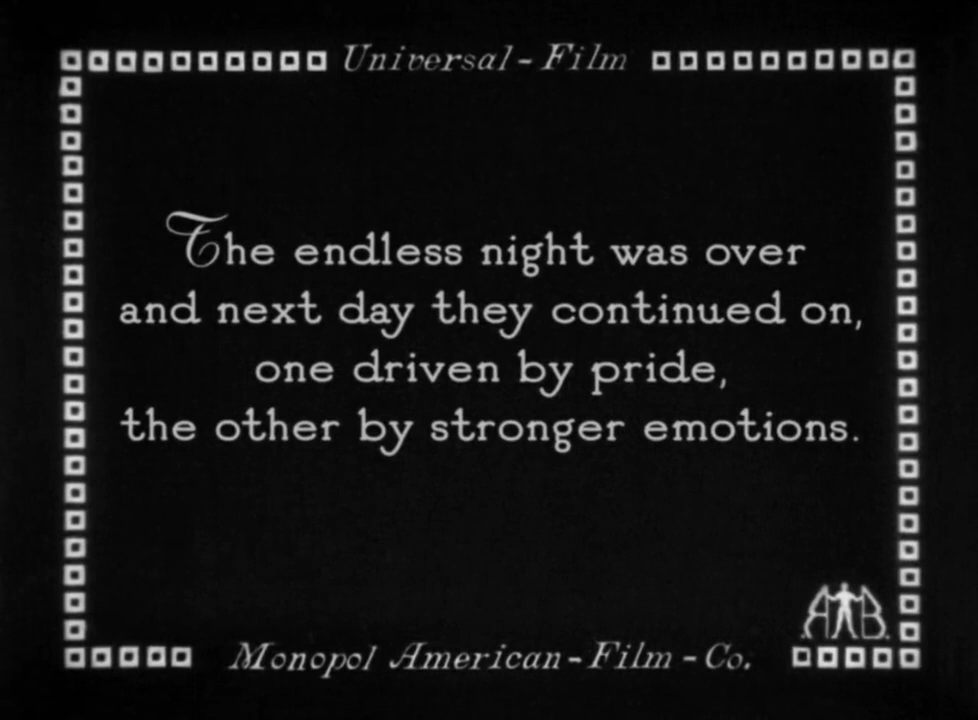 Universal-Film
The endless night was over
and next day they continued on,
one driven by pride,
the other by stronger emotions.
A B.
Monopol American-Film-Co.